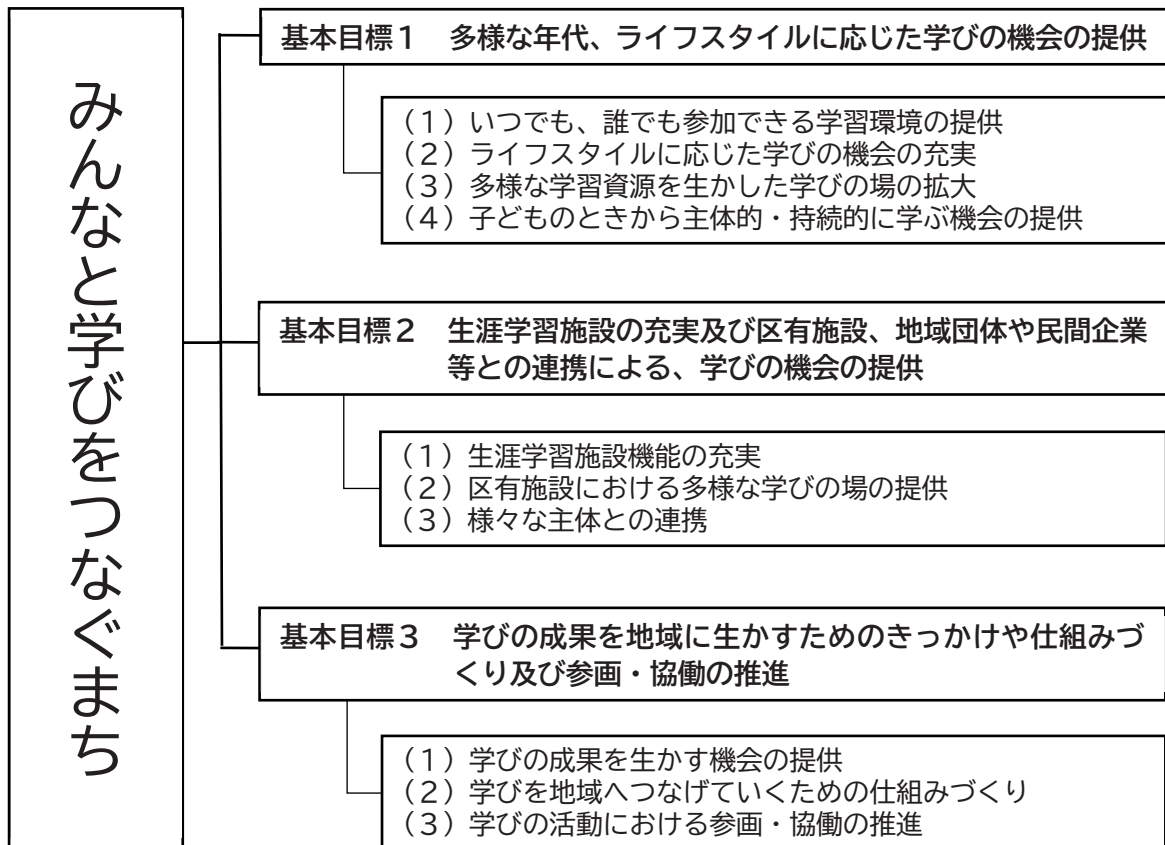 みんなと学びをつなぐまち
基本目標１　多様な年代、ライフスタイルに応じた学びの機会の提供
（１）いつでも、誰でも参加できる学習環境の提供
（２）ライフスタイルに応じた学びの機会の充実
（３）多様な学習資源を生かした学びの場の拡大
（４）子どものときから主体的・持続的に学ぶ機会の提供
基本目標２　生涯学習施設の充実及び区有施設、地域団体や民間企業
等との連携による、学びの機会の提供
（１）生涯学習施設機能の充実
（２）区有施設における多様な学びの場の提供
（３）様々な主体との連携
基本目標３　学びの成果を地域に生かすためのきっかけや仕組みづ
くり及び参画・協働の推進
（１）学びの成果を生かす機会の提供
（２）学びを地域へつなげていくための仕組みづくり
（３）学びの活動における参画・協働の推進